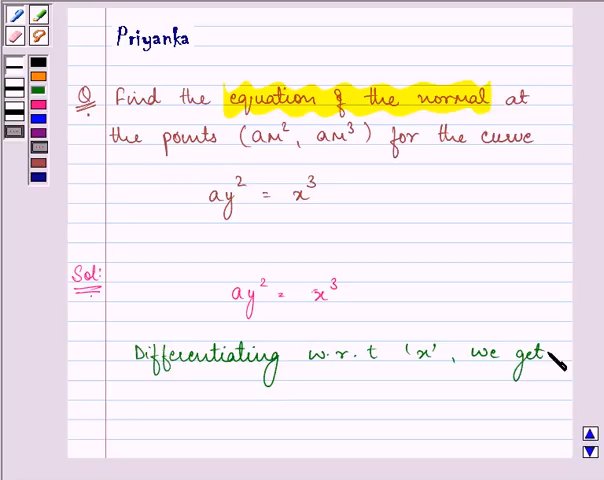 Priyanka
Q Find the equation of the normal at
the points (am², am³) for the curve
ay² = x³
Sol:
ay² = x³
Differentiating w.r.t 'x', we get